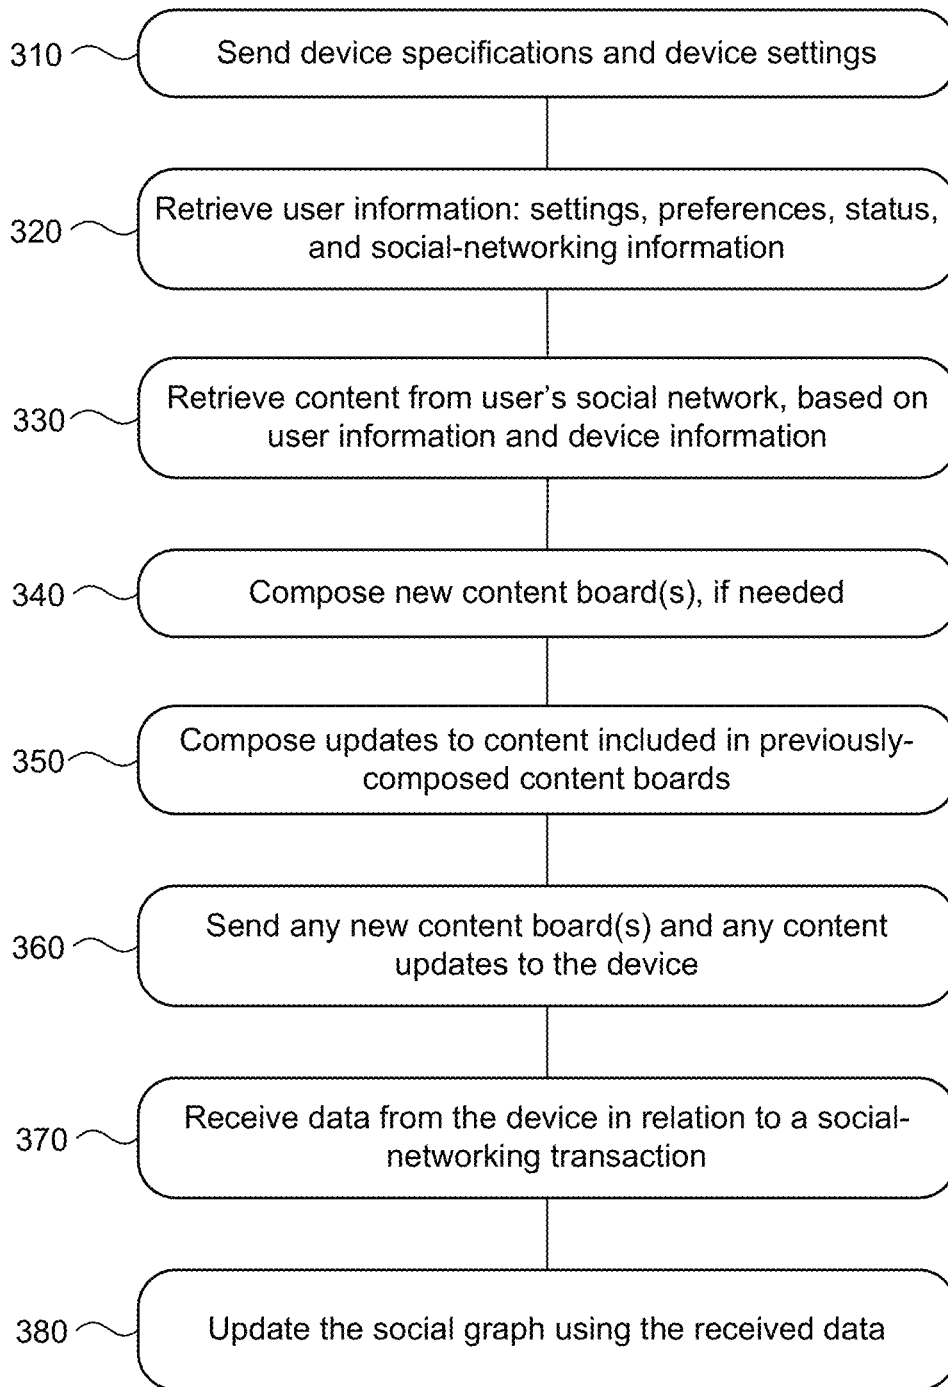 310 Send device specifications and device settings
320 Retrieve user information: settings, preferences, status,
and social-networking information
330 Retrieve content from user's social network, based on
user information and device information
340 Compose new content board(s), if needed
350 Compose updates to content included in previously-
composed content boards
360 Send any new content board(s) and any content
updates to the device
370 Receive data from the device in relation to a social-
networking transaction
380 Update the social graph using the received data